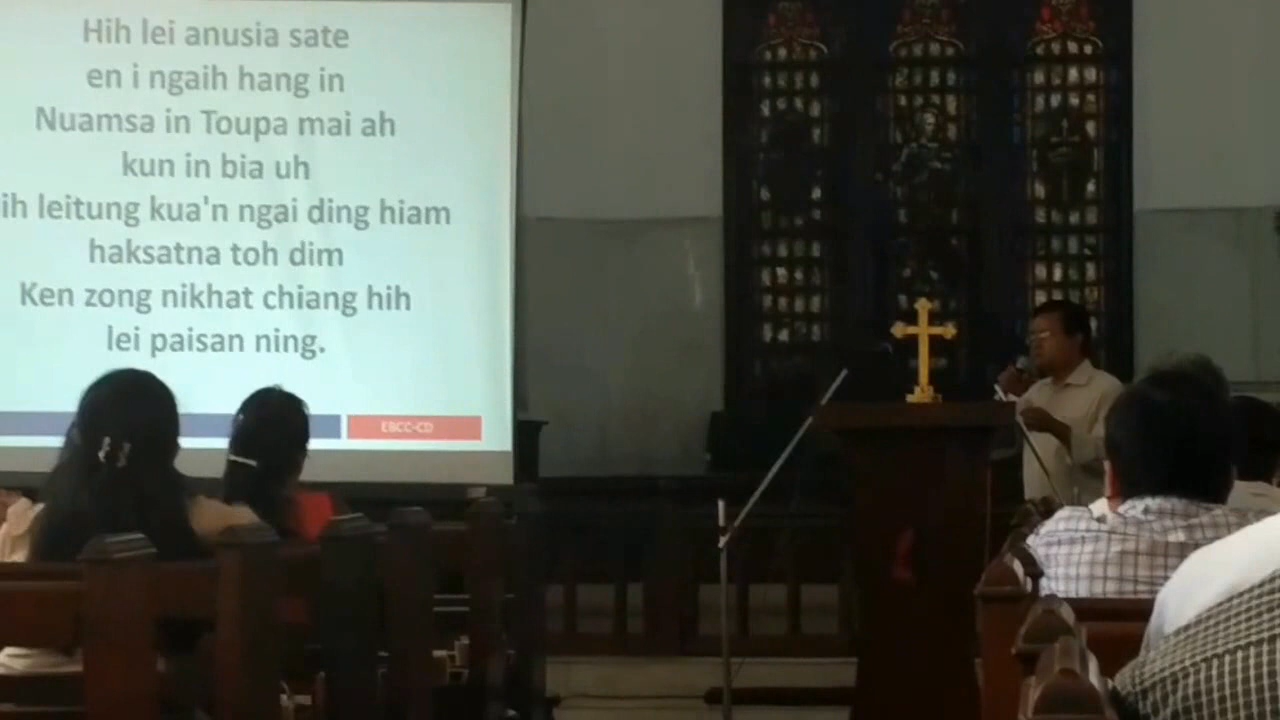 Hih lei anusia sate
en i ngaih hang in
Nuamsa in Toupa mai ah
kun in bia uh
ih leitung kua'n ngai ding hiam
haksatna toh dim
Ken zong nikhat chiang hih
lei paisan ning.
EBCC-CD